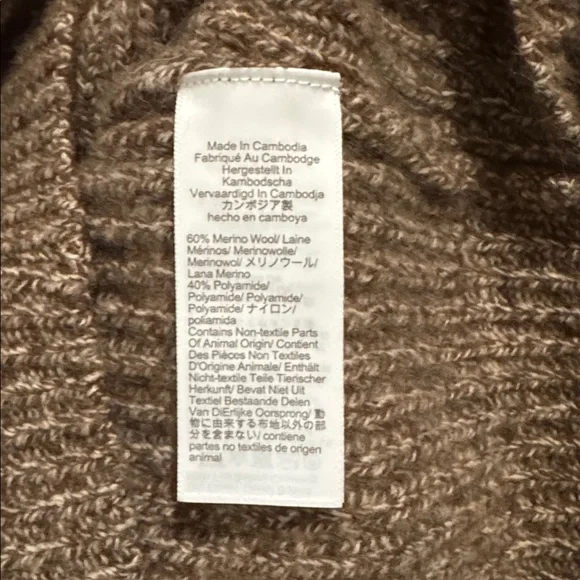 Made In Cambodia
Fabriqué Au Cambodge
Hergestellt In
Kambodscha
Vervaardigd In Cambodja
カンボジア製
hecho en camboya
60% Merino Wool/ Laine
Mérinos/ Merinowolle/
Merinowol/ メリノウール/
Lana Merino
40% Polyamide/
Polyamide/ Polyamide/
Polyamide/ ナイロン/
poliamida
Contains Non-textile Parts
Of Animal Origin/ Contient
Des Pièces Non Textiles
D'Origine Animale/ Enthält
Nicht-textile Teile Tierischer
Herkunft/ Bevat Niet Uit
Textiel Bestaande Delen
Van DiErlijke Oorsprong/ 動
物に由来する布地以外の部
分を含まない/ contiene
partes no textiles de origen
animal